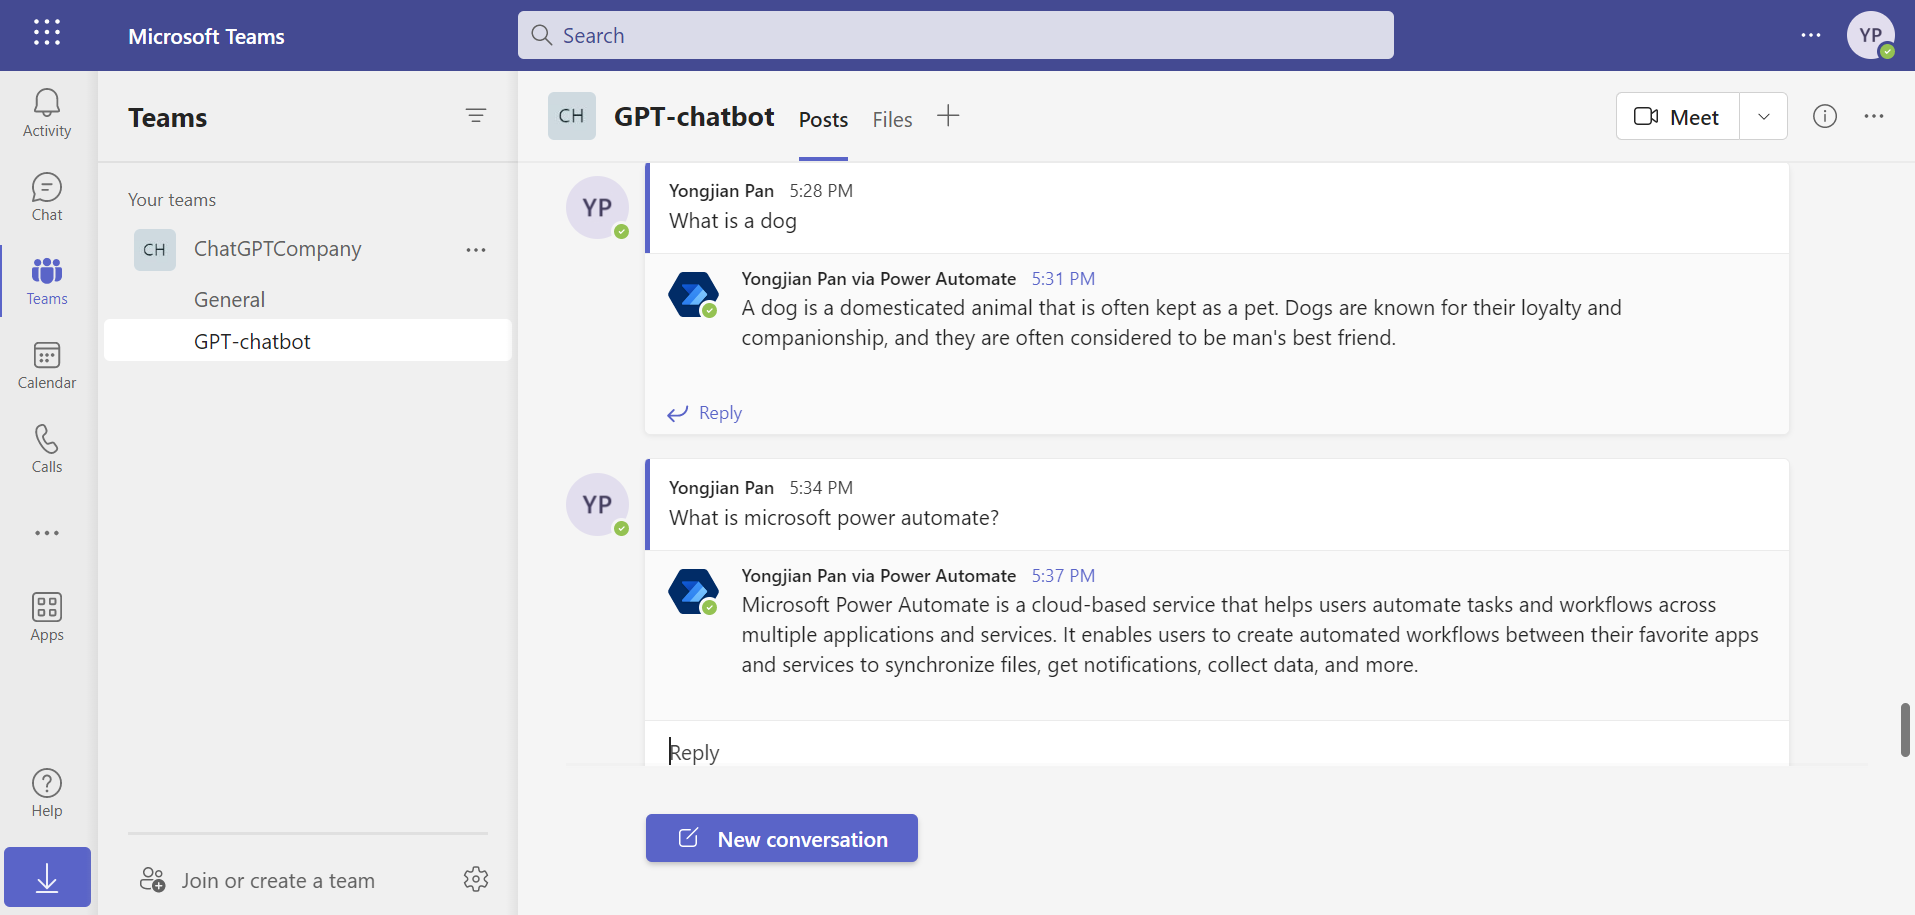 Microsoft Teams
Search
YP
Activity
Chat
Teams
Calendar
Calls
Apps
Help
Teams
Your teams
CH ChatGPTCompany
General
GPT-chatbot
Join or create a team
CH GPT-chatbot Posts Files
Meet
YP
Yongjian Pan 5:28 PM
What is a dog
Yongjian Pan via Power Automate 5:31 PM
A dog is a domesticated animal that is often kept as a pet. Dogs are known for their loyalty and
companionship, and they are often considered to be man's best friend.
Reply
YP
Yongjian Pan 5:34 PM
What is microsoft power automate?
Yongjian Pan via Power Automate 5:37 PM
Microsoft Power Automate is a cloud-based service that helps users automate tasks and workflows across
multiple applications and services. It enables users to create automated workflows between their favorite apps
and services to synchronize files, get notifications, collect data, and more.
Reply
New conversation